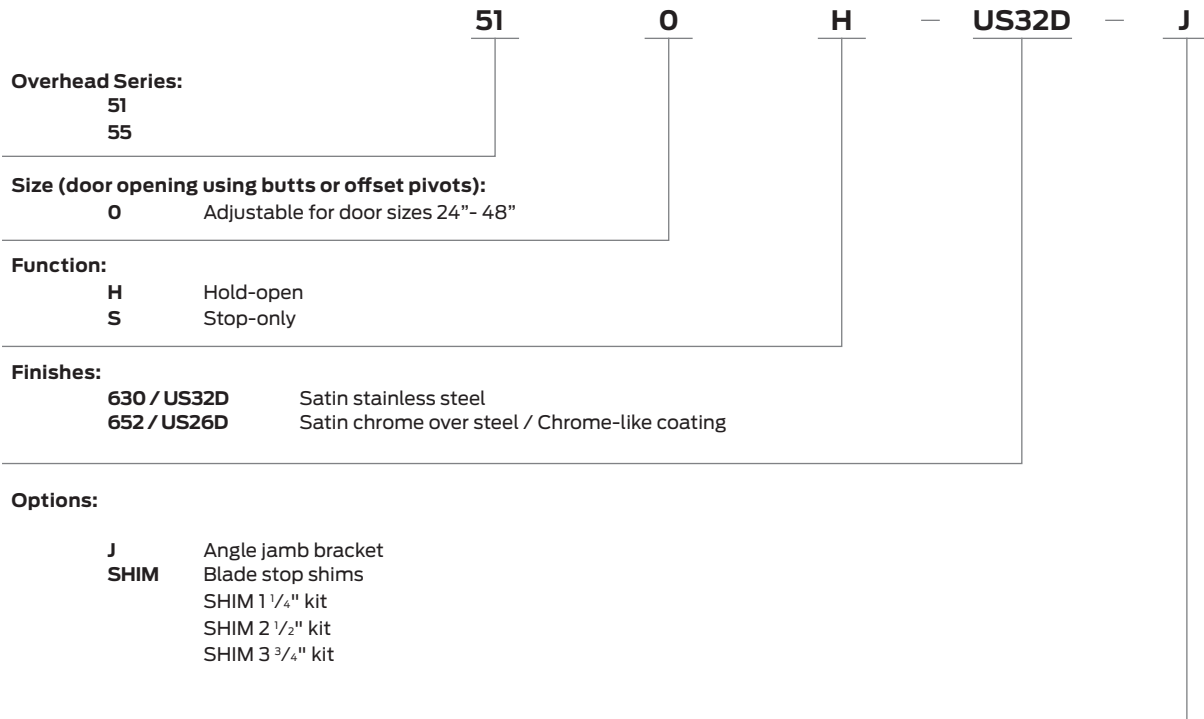 51 0 H — US32D — J
Overhead Series:
51
55
Size (door opening using butts or offset pivots):
0 Adjustable for door sizes 24”- 48”
Function:
H Hold-open
S Stop-only
Finishes:
630 / US32D Satin stainless steel
652 / US26D Satin chrome over steel / Chrome-like coating
Options:
J Angle jamb bracket
SHIM Blade stop shims
SHIM 1 1/4" kit
SHIM 2 1/2" kit
SHIM 3 3/4" kit